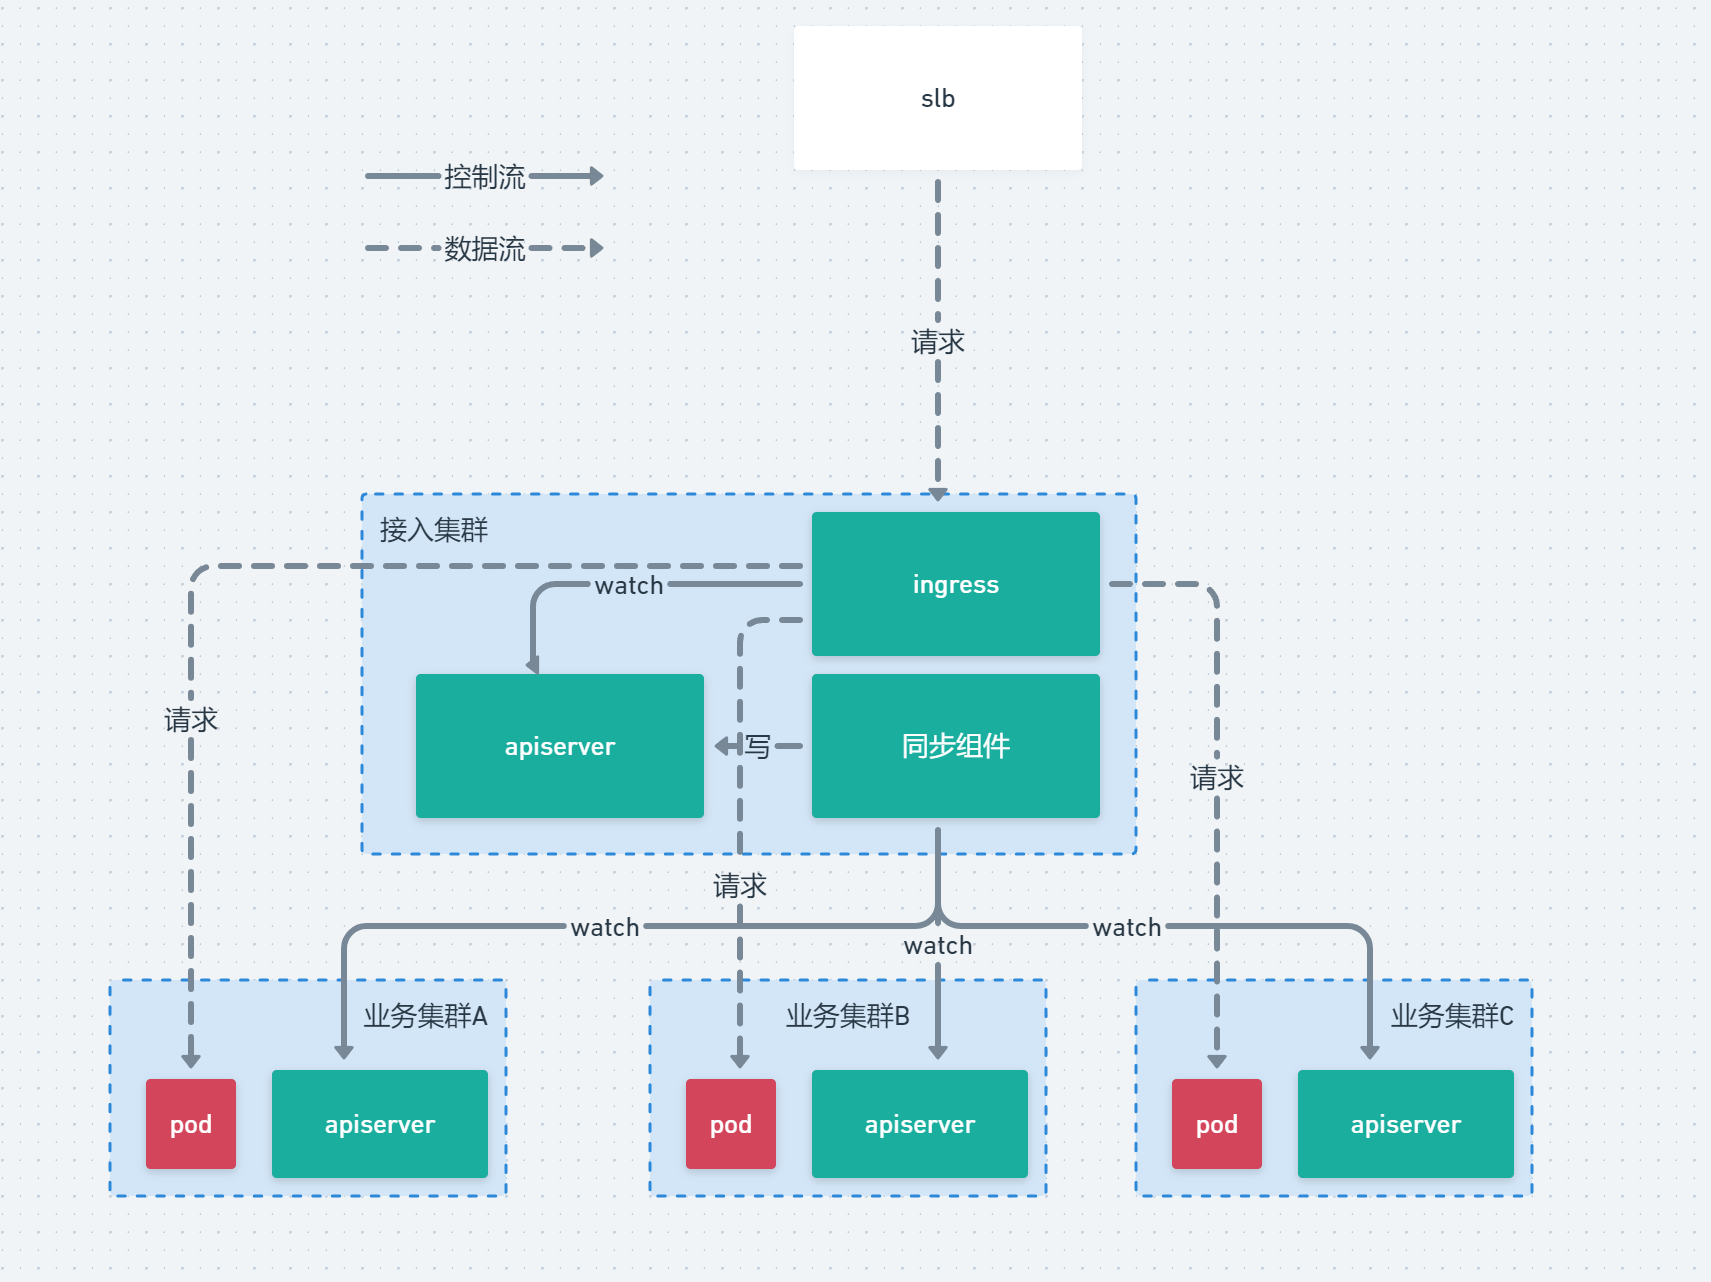 slb
控制流
数据流
请求
接入集群
ingress
watch
apiserver
写
同步组件
请求
请求
请求
watch
watch
watch
业务集群A
业务集群B
业务集群C
pod
apiserver
pod
apiserver
pod
apiserver